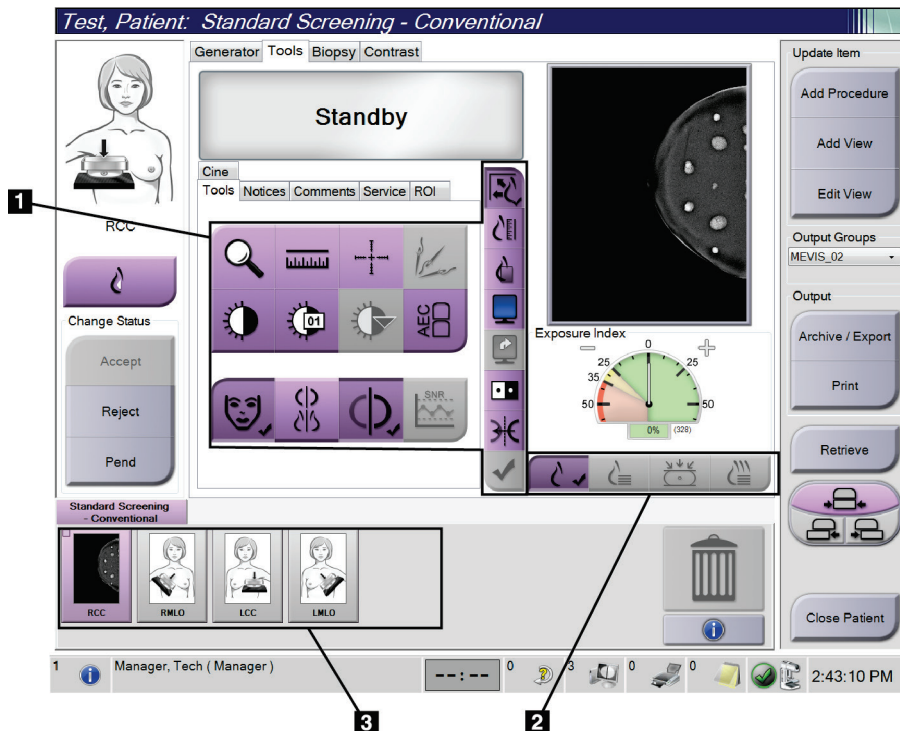 Test, Patient: Standard Screening - Conventional
Generator Tools Biopsy Contrast
Update Item
Add Procedure
Add View
Edit View
Standby
Cine
Tools Notices Comments Service ROI
1
RCC
01
AEC
SNR
Change Status
Accept
Reject
Pend
Exposure Index
0
25 25
35
50 50
0% (328)
Output Groups
MEVIS_02
Output
Archive / Export
Print
Retrieve
Standard Screening
- Conventional
RCC RMLO LCC LMLO
Close Patient
1 Manager, Tech ( Manager ) --:-- 0 3 0 0 2:43:10 PM
3 2